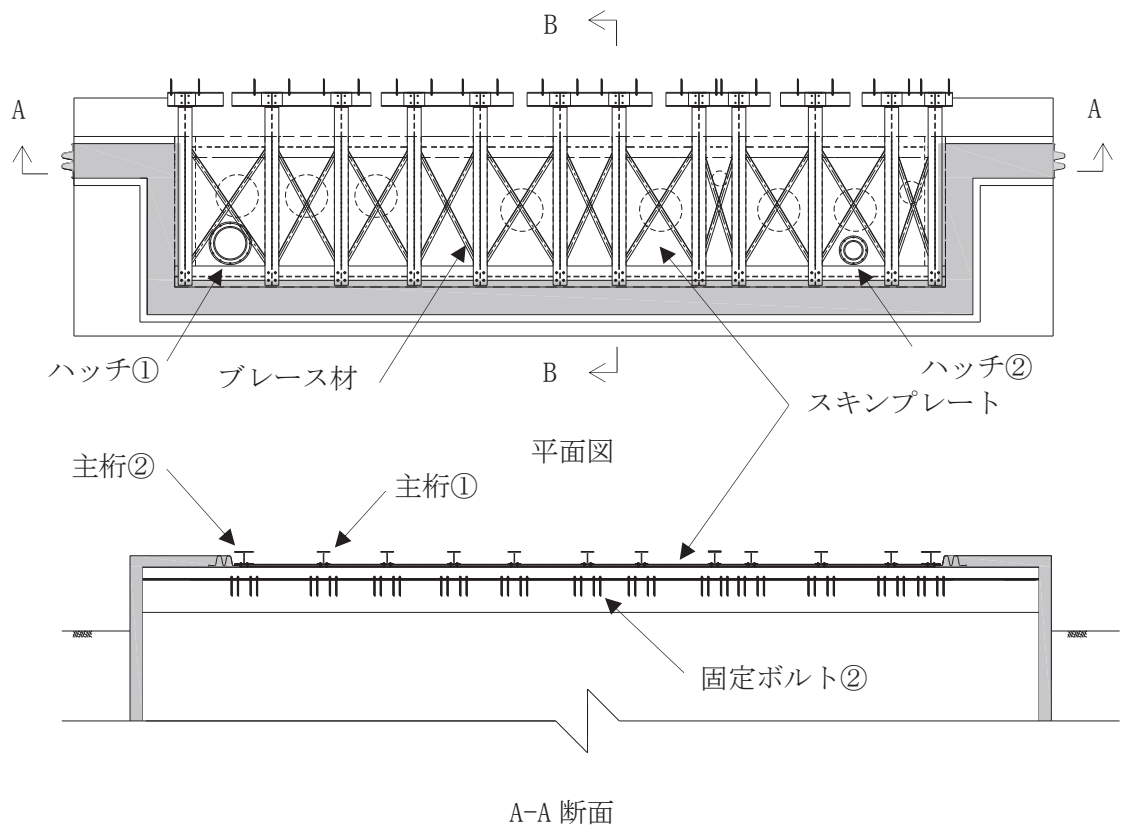 B
A
A
ハッチ①
ブレース材
B
ハッチ②
スキンプレート
平面図
主桁②
主桁①
固定ボルト②
A-A 断面